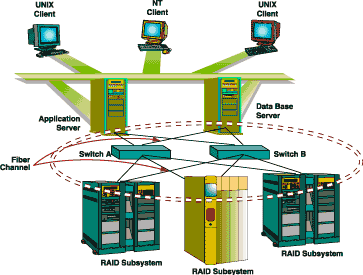 UNIX
Client
NT
Client
UNIX
Client
Application
Server
Data Base
Server
Switch A
Switch B
Fiber
Channel
RAID Subsystem
RAID Subsystem
RAID Subsystem